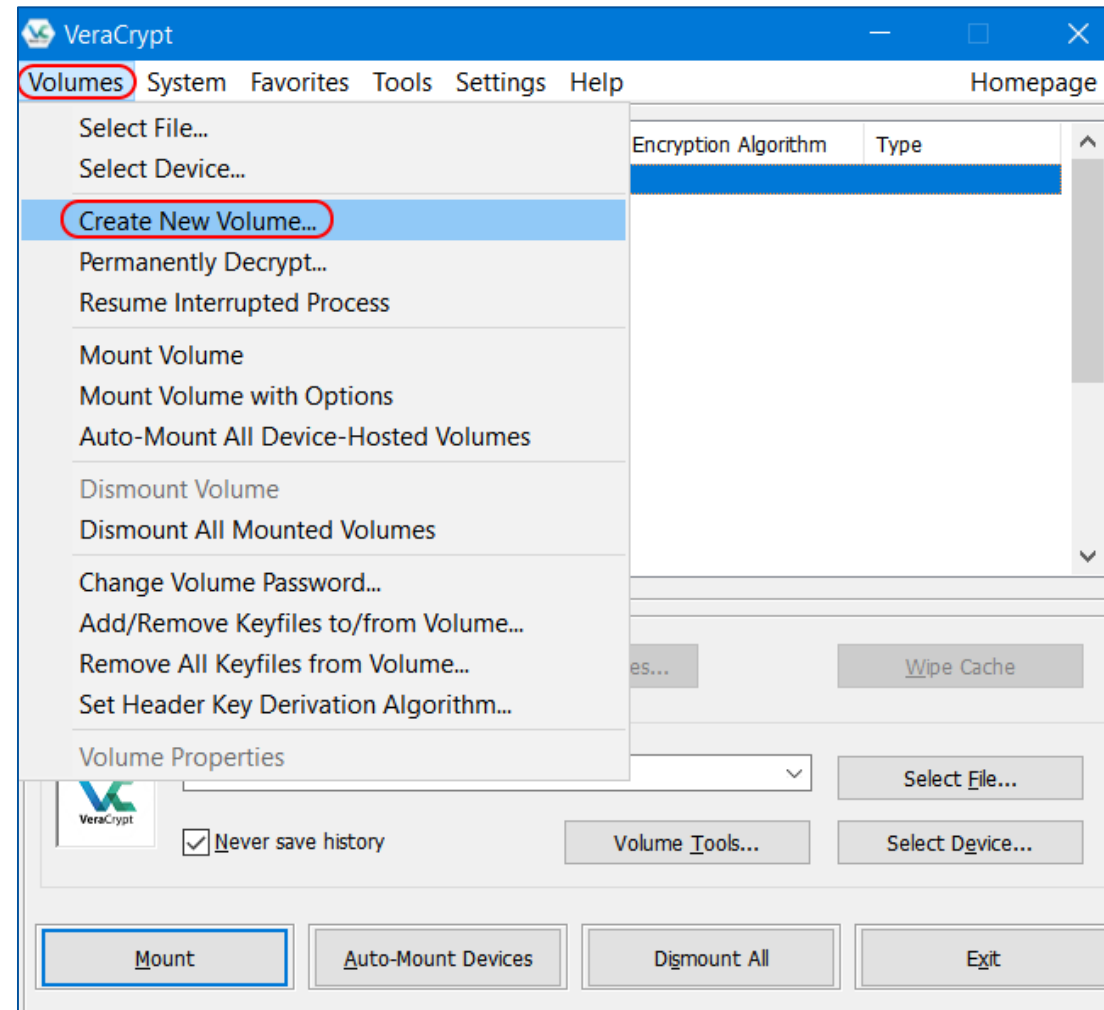 VeraCrypt
Volumes System Favorites Tools Settings Help Homepage
Select File...
Select Device...
Encryption Algorithm Type
Create New Volume...
Permanently Decrypt...
Resume Interrupted Process
Mount Volume
Mount Volume with Options
Auto-Mount All Device-Hosted Volumes
Dismount Volume
Dismount All Mounted Volumes
Change Volume Password...
Add/Remove Keyfiles to/from Volume...
Remove All Keyfiles from Volume...
es... Wipe Cache
Set Header Key Derivation Algorithm...
Volume Properties
Select File...
VeraCrypt
Never save history Volume Tools... Select Device...
Mount Auto-Mount Devices Dismount All Exit